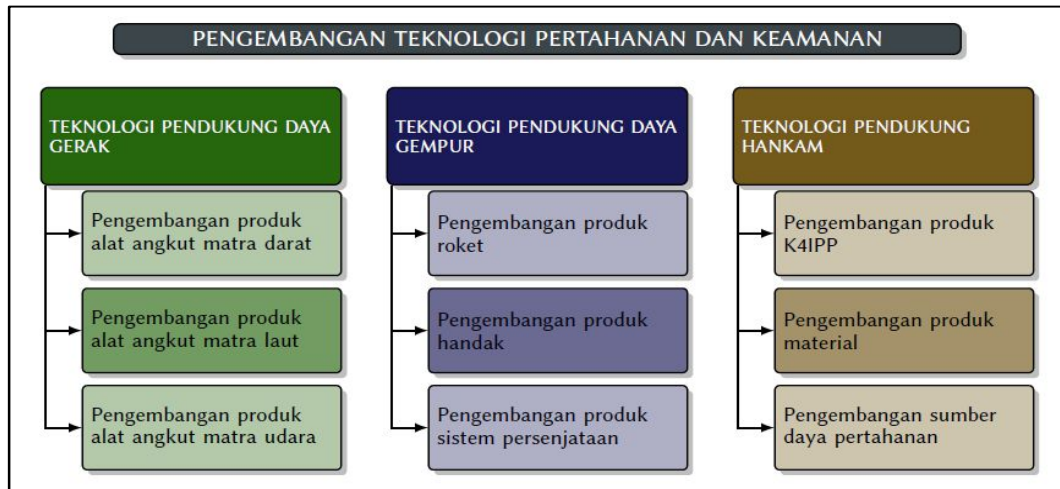 PENGEMBANGAN TEKNOLOGI PERTAHANAN DAN KEAMANAN
TEKNOLOGI PENDUKUNG DAYA
GERAK
Pengembangan produk
alat angkut matra darat
Pengembangan produk
alat angkut matra laut
Pengembangan produk
alat angkut matra udara
TEKNOLOGI PENDUKUNG DAYA
GEMPUR
Pengembangan produk
roket
Pengembangan produk
handak
Pengembangan produk
sistem persenjataan
TEKNOLOGI PENDUKUNG
HANKAM
Pengembangan produk
K4IPP
Pengembangan produk
material
Pengembangan sumber
daya pertahanan